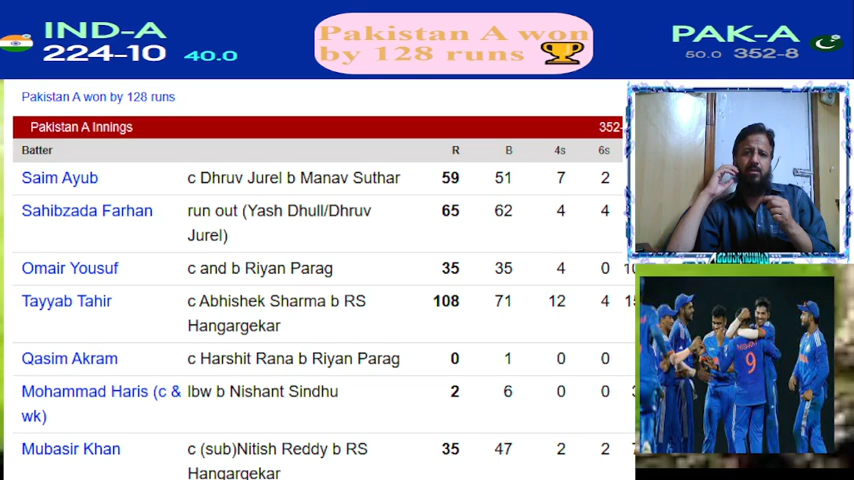 IND-A
224-10 40.0
Pakistan A won
by 128 runs
PAK-A
50.0 352-8
Pakistan A won by 128 runs
Pakistan A Innings 352-
Batter R B 4s 6s
Saim Ayub c Dhruv Jurel b Manav Suthar 59 51 7 2
Sahibzada Farhan run out (Yash Dhull/Dhruv 65 62 4 4
Jurel)
Omair Yousuf c and b Riyan Parag 35 35 4 0
Tayyab Tahir c Abhishek Sharma b RS 108 71 12 4
Hangargekar
Qasim Akram c Harshit Rana b Riyan Parag 0 1 0 0
Mohammad Haris (c & lbw b Nishant Sindhu 2 6 0 0
wk)
Mubasir Khan c (sub)Nitish Reddy b RS 35 47 2 2
Hangargekar
9